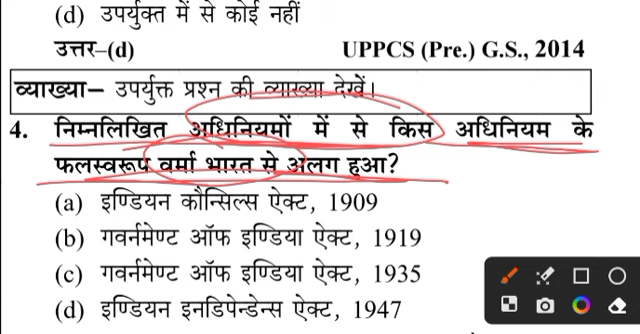 (d) उपर्युक्त में से कोई नहीं
उत्तर–(d) UPPCS (Pre.) G.S., 2014
व्याख्या– उपर्युक्त प्रश्न की व्याख्या देखें।
4. निम्नलिखित अधिनियमों में से किस अधिनियम के
फलस्वरूप वर्मा भारत से अलग हुआ?
(a) इण्डियन कौन्सिल्स ऐक्ट, 1909
(b) गवर्नमेण्ट ऑफ इण्डिया ऐक्ट, 1919
(c) गवर्नमेण्ट ऑफ इण्डिया ऐक्ट, 1935
(d) इण्डियन इनडिपेन्डेन्स ऐक्ट, 1947